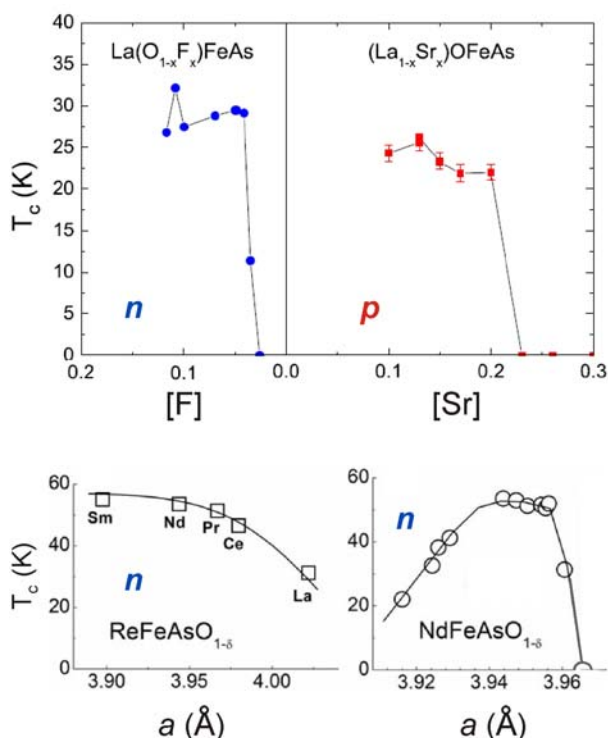 La(O₁₋ₓFₓ)FeAs
(La₁₋ₓSrₓ)OFeAs
T_c (K)
40
35
30
25
20
15
10
5
0
n
p
0.2
0.1
0.0
0.1
0.2
0.3
[F]
[Sr]
T_c (K)
60
40
20
0
Sm
Nd
Pr
Ce
La
n
ReFeAsO₁₋δ
3.90
3.95
4.00
a (Å)
60
40
20
0
n
NdFeAsO₁₋δ
3.92
3.94
3.96
a (Å)